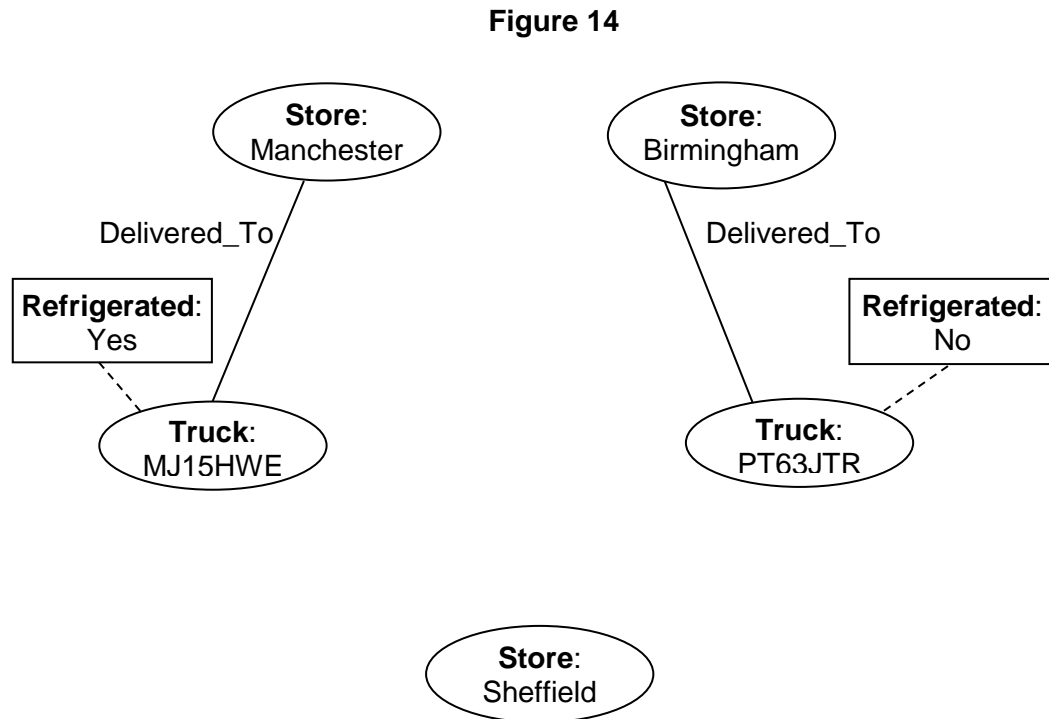 Figure 14
Store:
Manchester
Store:
Birmingham
Delivered_To
Delivered_To
Refrigerated:
Yes
Refrigerated:
No
Truck:
MJ15HWE
Truck:
PT63JTR
Store:
Sheffield